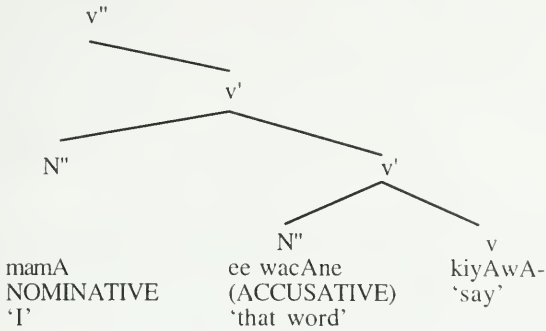 v"
v'
N"
v'
N"
v
mamA
ee wacAne
kiyAwA-
NOMINATIVE
(ACCUSATIVE)
'say'
'I'
'that word'